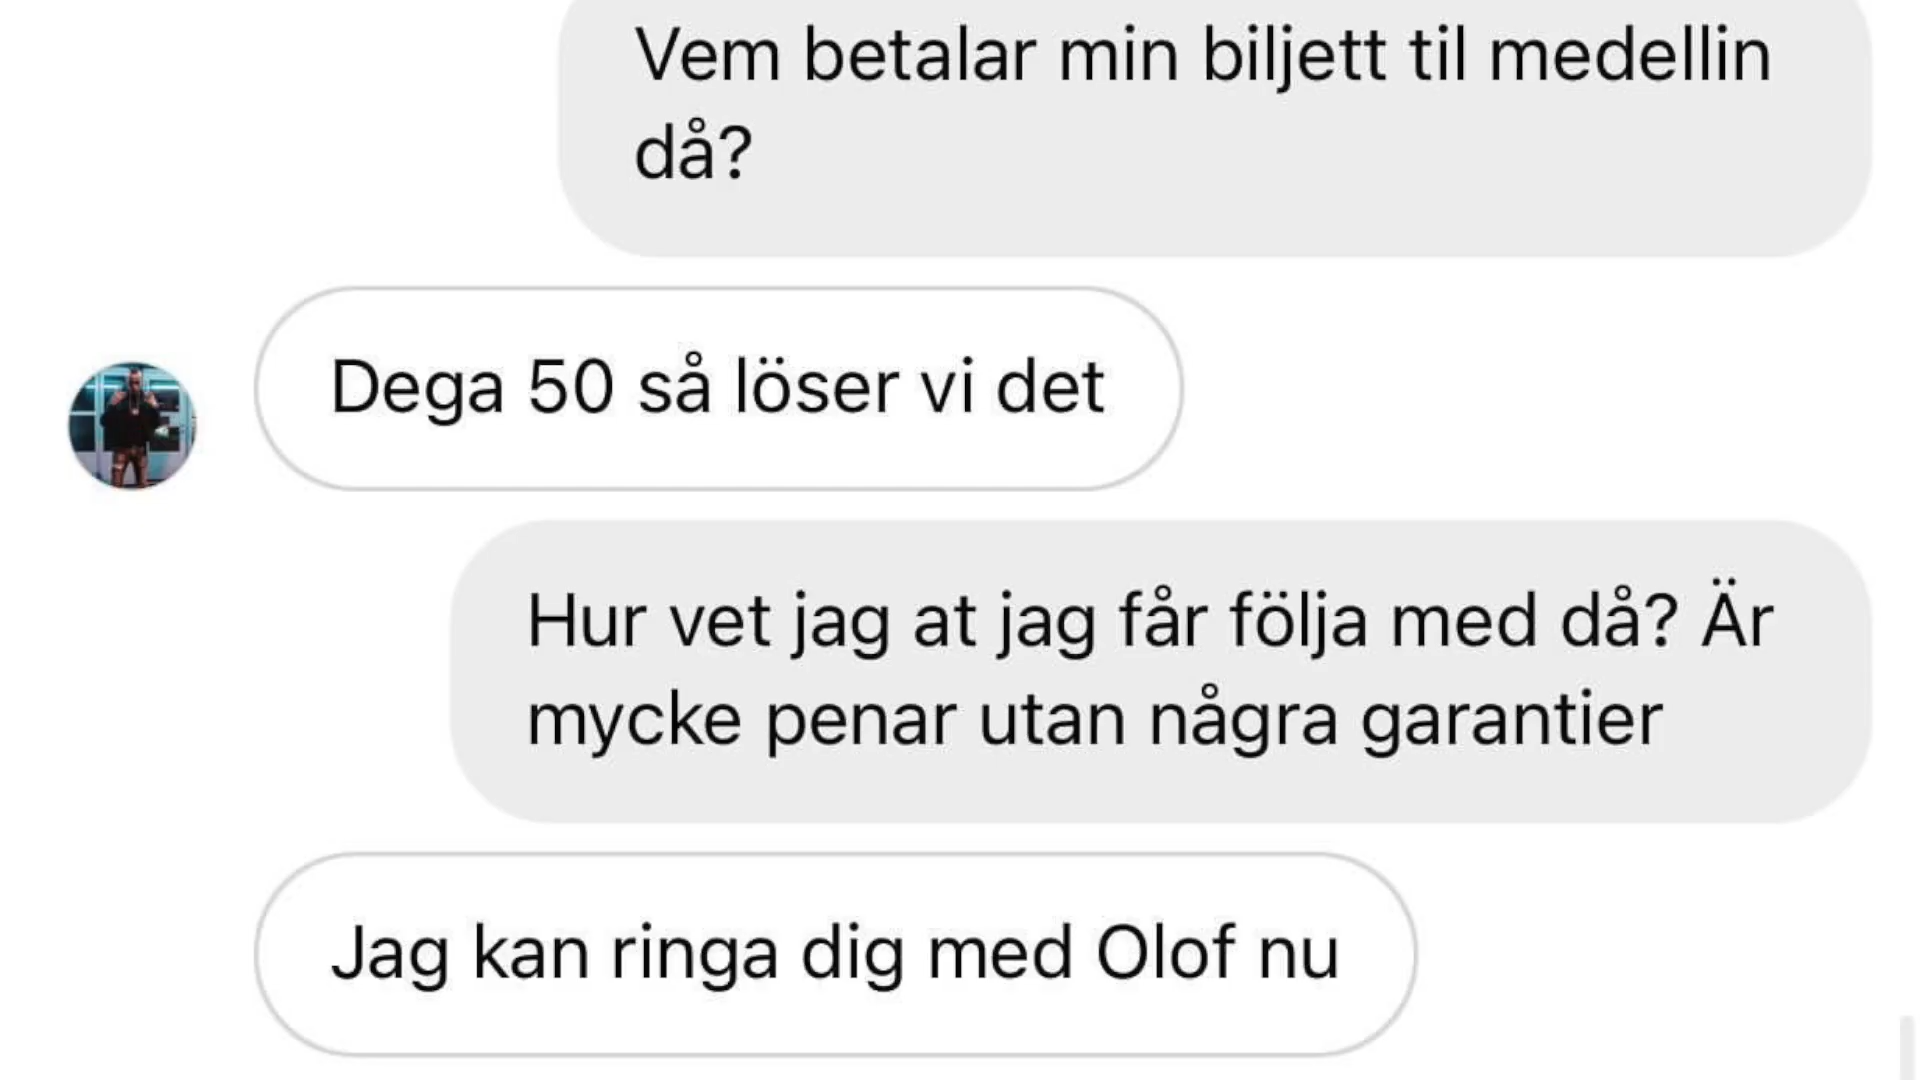 Vem betalar min biljett til medellin
då?
Dega 50 så löser vi det
Hur vet jag at jag får följa med då? Är
mycke penar utan några garantier
Jag kan ringa dig med Olof nu